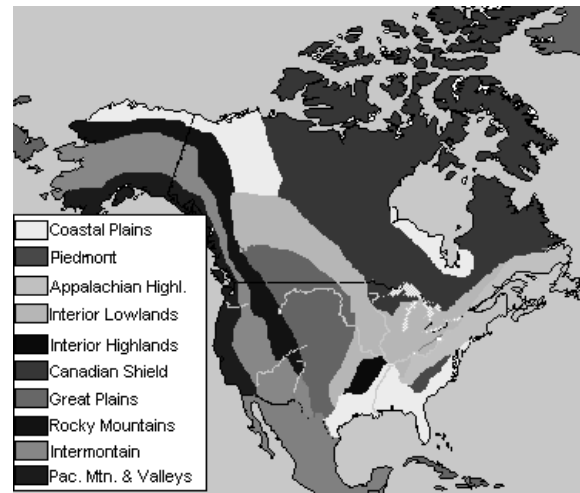 Coastal Plains
Piedmont
Appalachian Highl.
Interior Lowlands
Interior Highlands
Canadian Shield
Great Plains
Rocky Mountains
Intermontain
Pac. Mtn. & Valleys